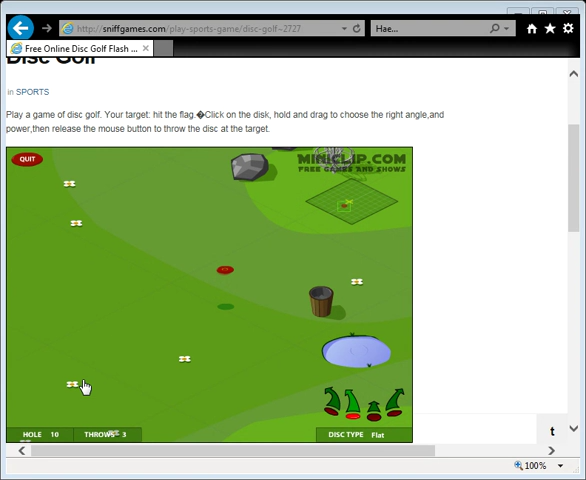 http://sniffgames.com/play-sports-game/disc-golf~2727
Hae...
Free Online Disc Golf Flash ...
Disc Golf
in SPORTS
Play a game of disc golf. Your target: hit the flag.�Click on the disk, hold and drag to choose the right angle,and
power,then release the mouse button to throw the disc at the target.
QUIT
MINICLIP.COM
FREE GAMES AND SHOWS
HOLE 10
THROWS 3
DISC TYPE Flat
t
100%